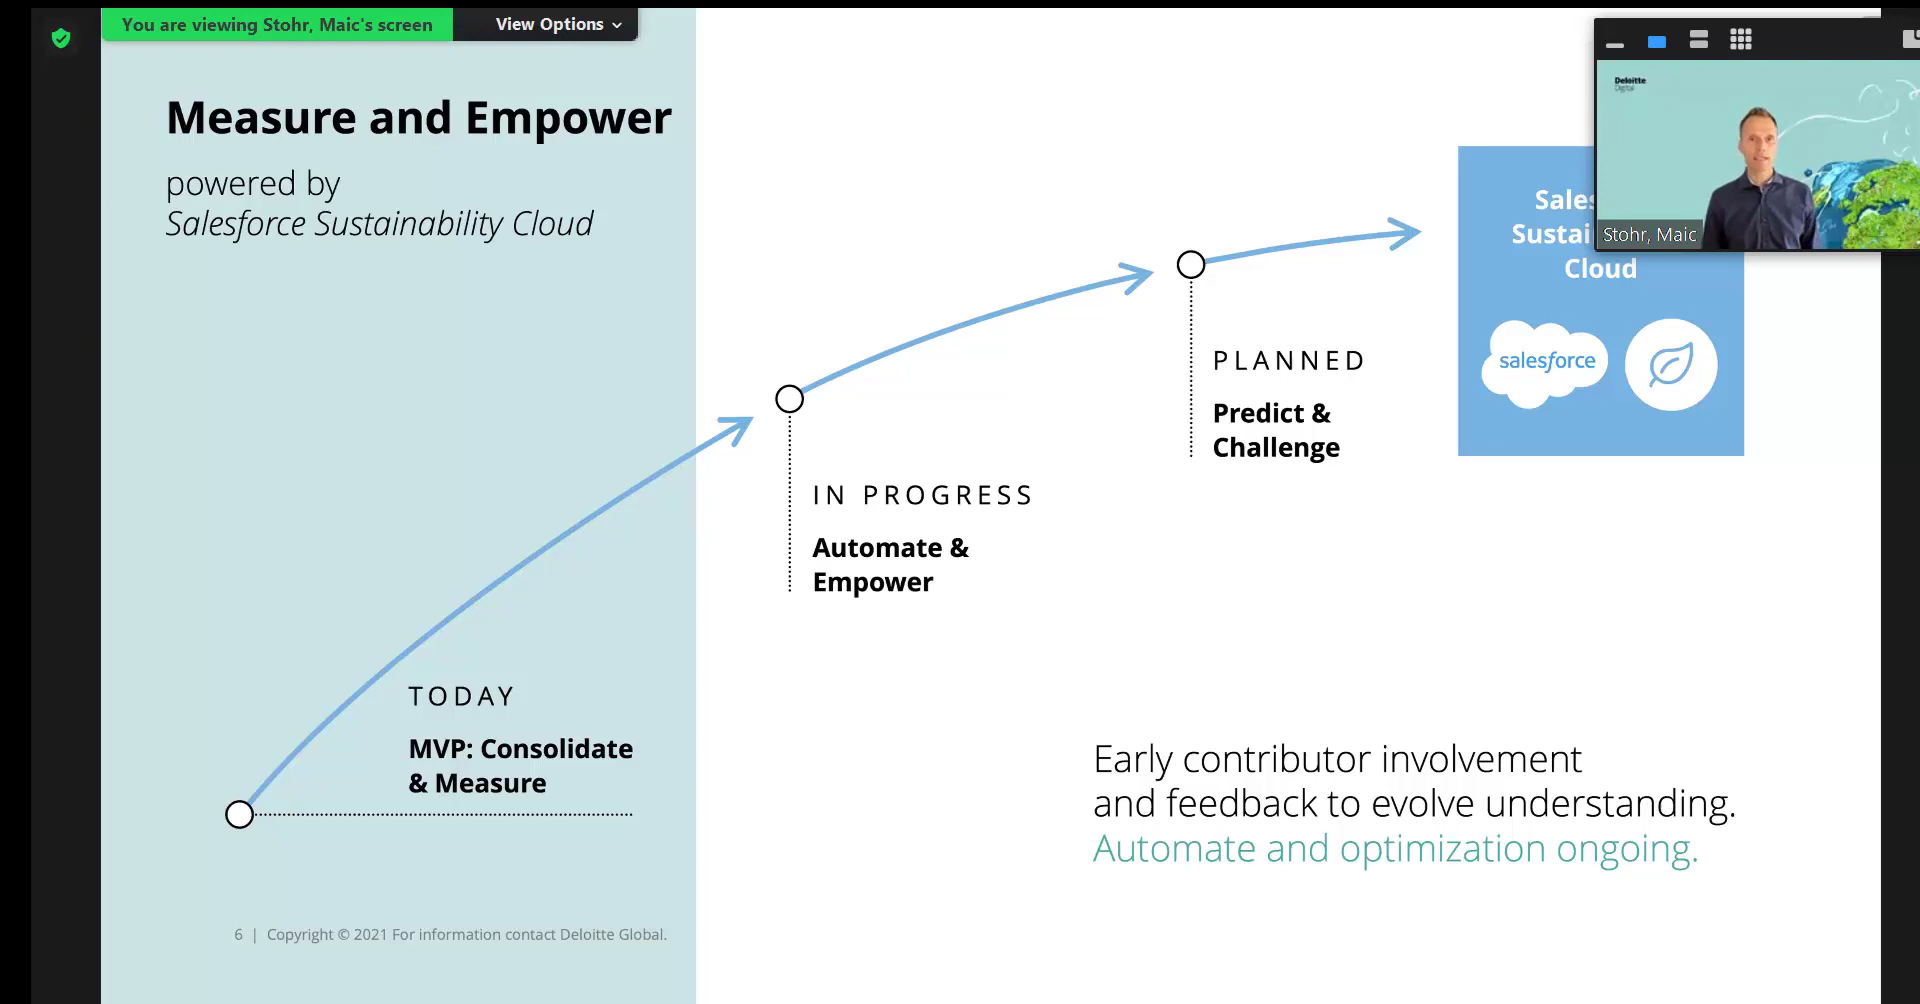 You are viewing Stohr, Maic's screen
View Options
Deloitte
Digital
Stohr, Maic
Measure and Empower
powered by
Salesforce Sustainability Cloud
Cloud
salesforce
PLANNED
Predict &
Challenge
IN PROGRESS
Automate &
Empower
TODAY
MVP: Consolidate
& Measure
Early contributor involvement
and feedback to evolve understanding.
Automate and optimization ongoing.
6 | Copyright © 2021 For information contact Deloitte Global.